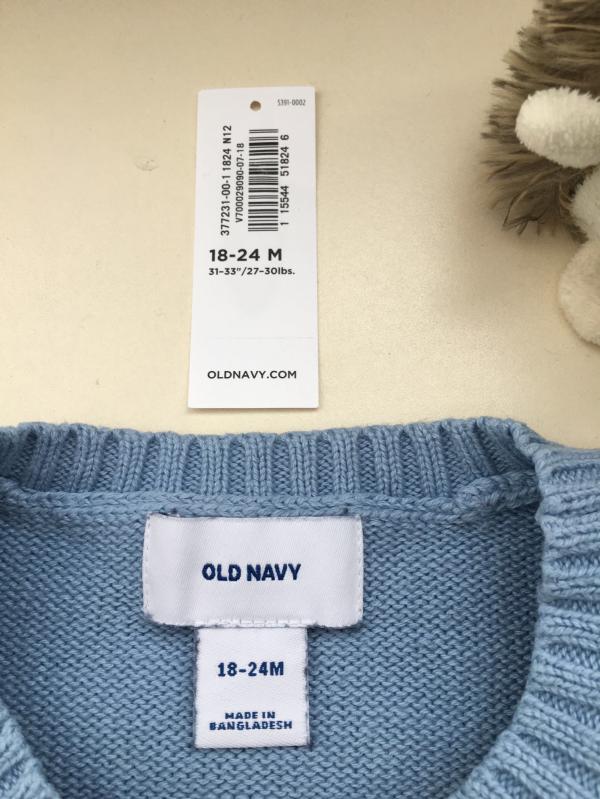 5391-0002
377231-00-1 1824 N12
V700029090-07-18
1 15544 51824 6
18-24 M
31-33"/27-30lbs.
OLDNAVY.COM
OLD NAVY
18-24M
MADE IN
BANGLADESH